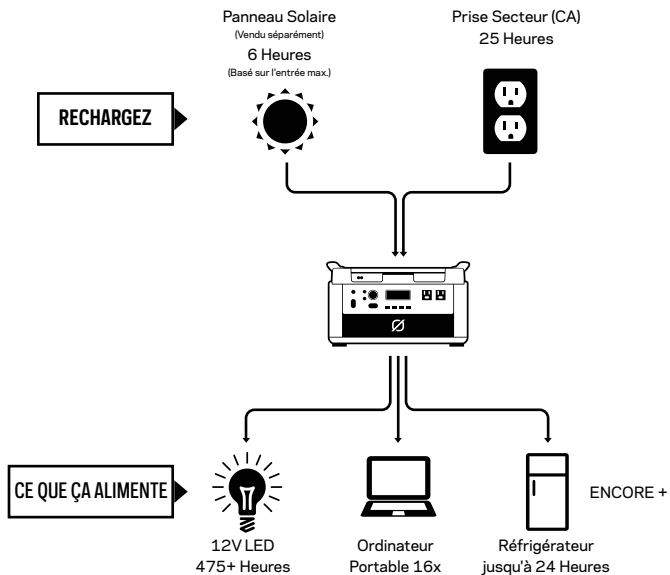 Panneau Solaire
(Vendu séparément)
6 Heures
(Basé sur l'entrée max.)
Prise Secteur (CA)
25 Heures
RECHARGEZ
CE QUE ÇA ALIMENTE
12V LED
475+ Heures
Ordinateur
Portable 16x
Réfrigérateur
jusqu'à 24 Heures
ENCORE +